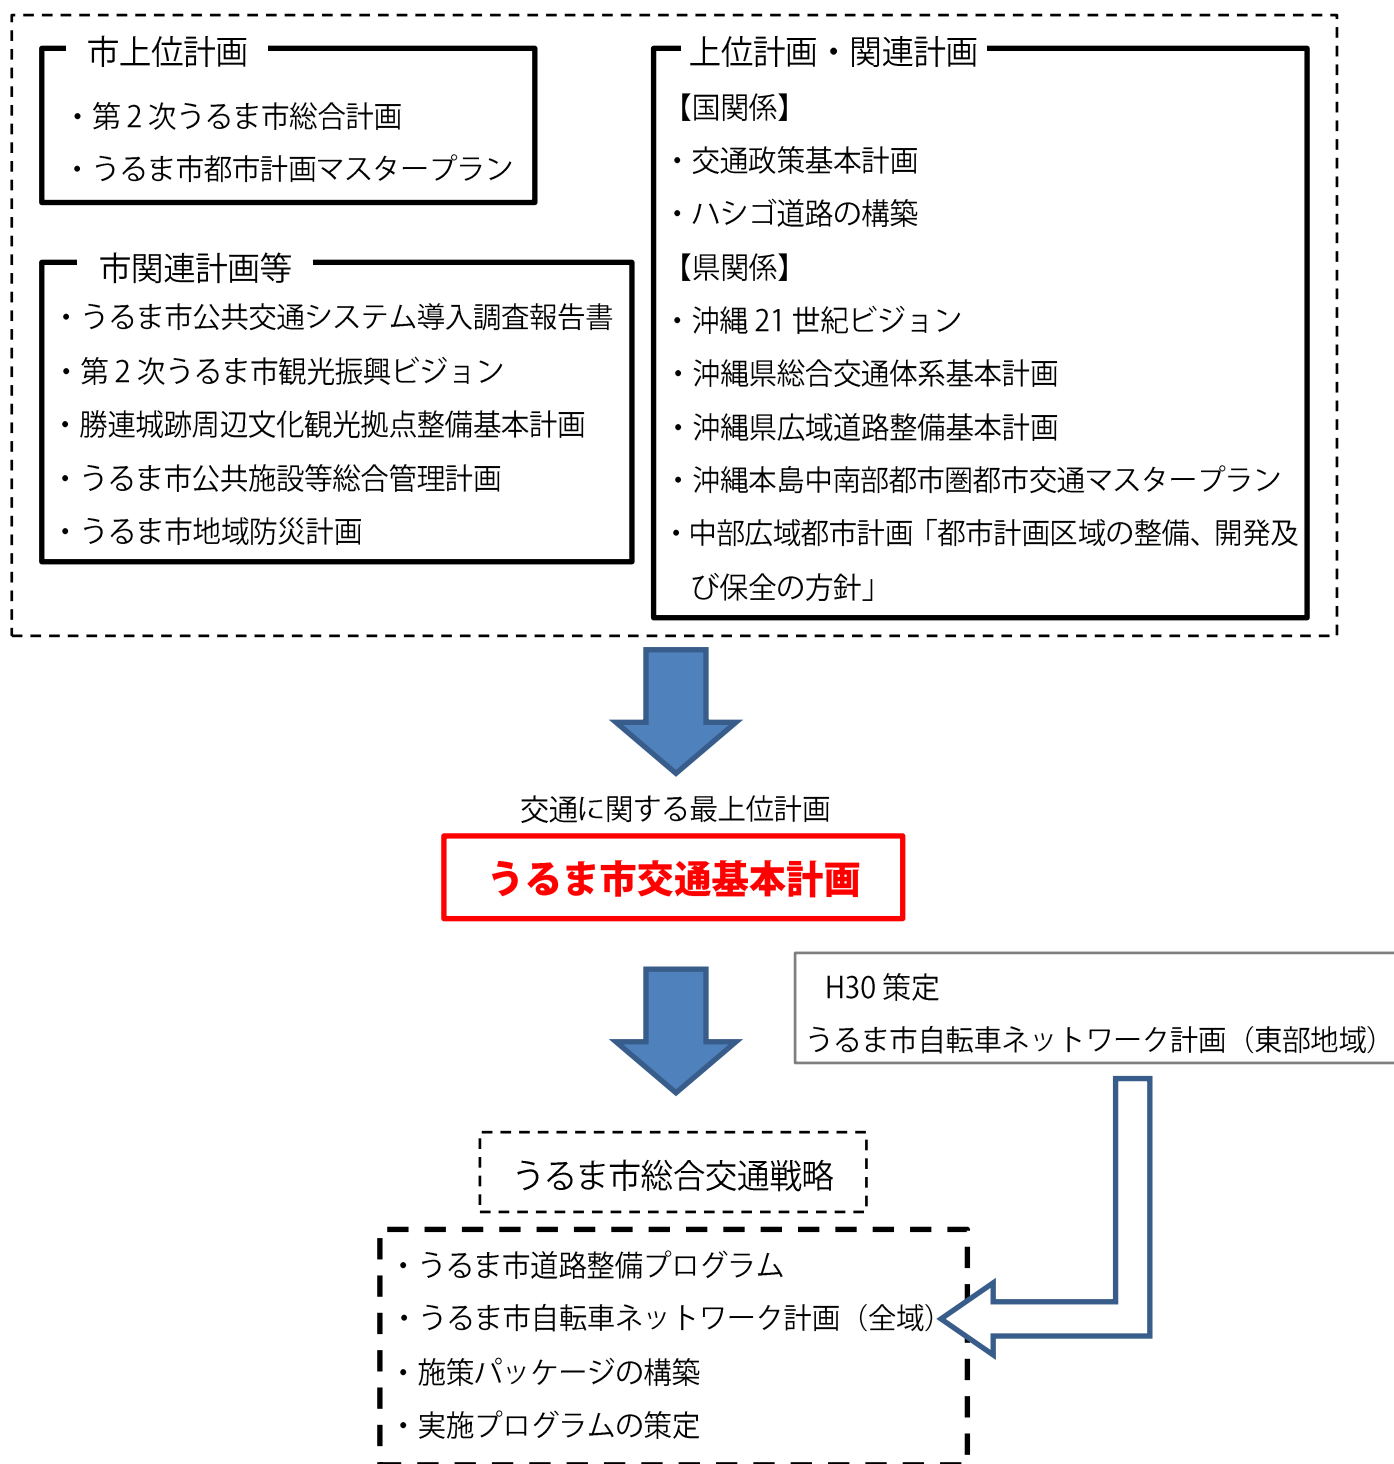 市上位計画
・第2次うるま市総合計画
・うるま市都市計画マスタープラン
市関連計画等
・うるま市公共交通システム導入調査報告書
・第2次うるま市観光振興ビジョン
・勝連城跡周辺文化観光拠点整備基本計画
・うるま市公共施設等総合管理計画
・うるま市地域防災計画
上位計画・関連計画
【国関係】
・交通政策基本計画
・ハシゴ道路の構築
【県関係】
・沖縄21世紀ビジョン
・沖縄県総合交通体系基本計画
・沖縄県広域道路整備基本計画
・沖縄本島中南部都市圏都市交通マスタープラン
・中部広域都市計画「都市計画区域の整備、開発及
び保全の方針」
交通に関する最上位計画
うるま市交通基本計画
H30策定
うるま市自転車ネットワーク計画（東部地域）
うるま市総合交通戦略
・うるま市道路整備プログラム
・うるま市自転車ネットワーク計画（全域）
・施策パッケージの構築
・実施プログラムの策定